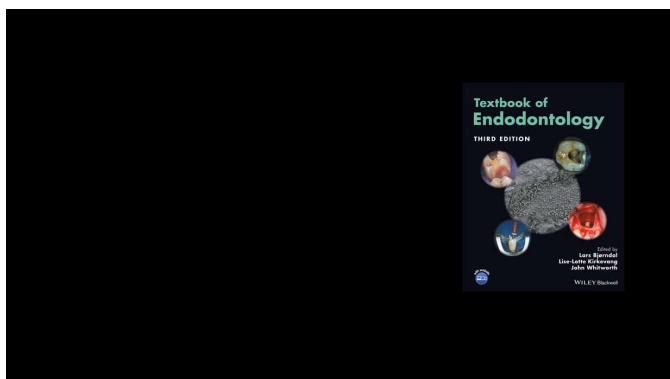 Textbook of
Endodontology
THIRD EDITION
Edited by
Lars Bjørndal
Lise-Lotte Kirkevang
John Whitworth
WILEY Blackwell